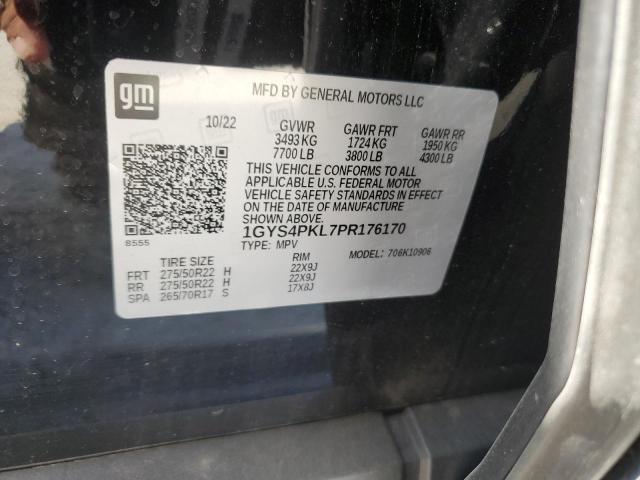 gm
MFD BY GENERAL MOTORS LLC
10/22 GVWR GAWR FRT GAWR RR
3493 KG 1724 KG 1950 KG
7700 LB 3800 LB 4300 LB
THIS VEHICLE CONFORMS TO ALL
APPLICABLE U.S. FEDERAL MOTOR
VEHICLE SAFETY STANDARDS IN EFFECT
ON THE DATE OF MANUFACTURE
SHOWN ABOVE
1GYS4PKL7PR176170
8555 TYPE: MPV MODEL: 706K10906
TIRE SIZE RIM
FRT 275/50R22 H 22X9J
RR 275/50R22 H 22X9J
SPA 265/70R17 S 17X8J